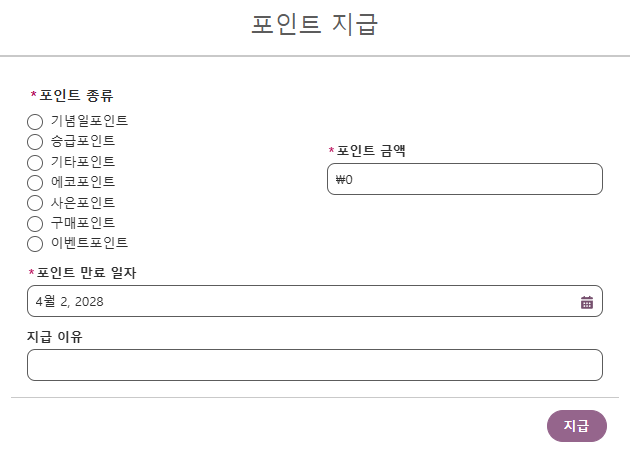 포인트 지급
*포인트 종류
기념일포인트
승급포인트
기타포인트
에코포인트
사은포인트
구매포인트
이벤트포인트
*포인트 금액
₩0
*포인트 만료 일자
4월 2, 2028
지급 이유
지급